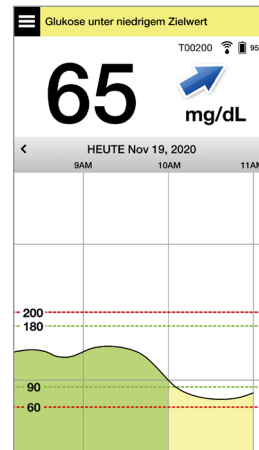 Glukose unter niedrigem Zielwert
T00200 95
65
mg/dL
HEUTE Nov 19, 2020
9AM 10AM 11AM
200
180
90
60